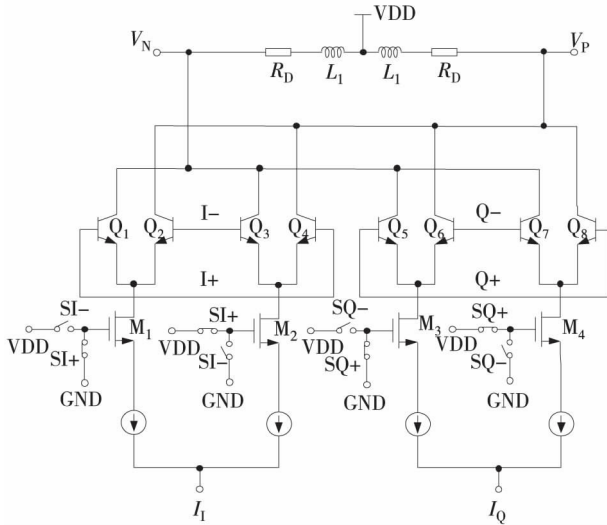 VDD
V_N
V_P
R_D L_1 L_1 R_D
Q_1 Q_2 I− Q_3 Q_4 Q_5 Q_6 Q− Q_7 Q_8
I+ Q+
SI− SI+ SQ− SQ+
M_1 M_2 M_3 M_4
VDD VDD VDD VDD
SI+ SI− SQ+ SQ−
GND GND GND GND
I_I I_Q